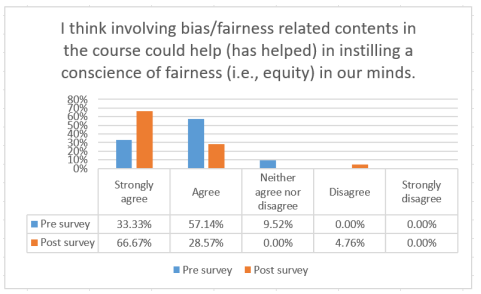 I think involving bias/fairness related contents in
the course could help (has helped) in instilling a
conscience of fairness (i.e., equity) in our minds.
80%
70%
60%
50%
40%
30%
20%
10%
0%
Strongly
agree
Agree
Neither
agree nor
disagree
Disagree
Strongly
disagree
Pre survey 33.33% 57.14% 9.52% 0.00% 0.00%
Post survey 66.67% 28.57% 0.00% 4.76% 0.00%
Pre survey Post survey